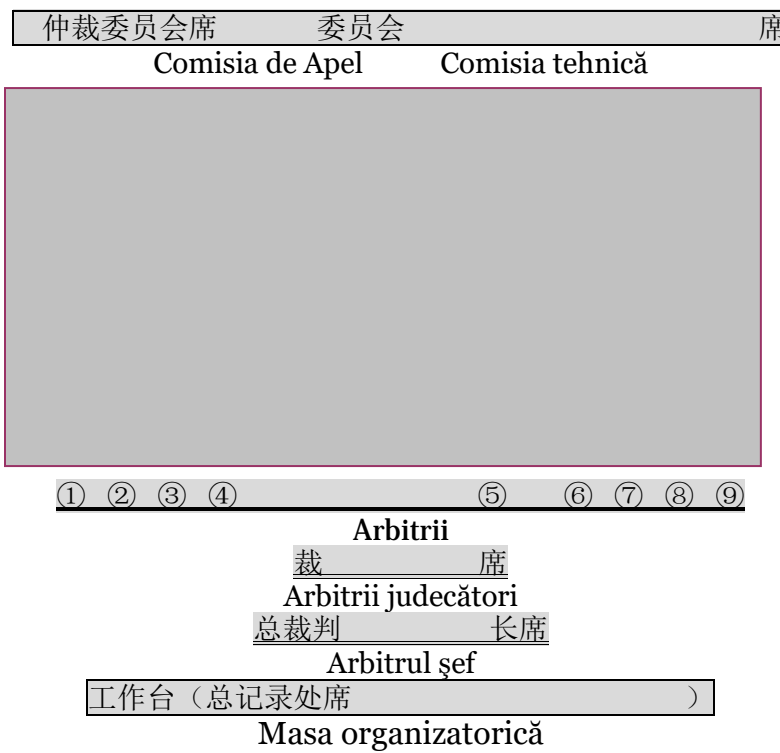 仲裁委员会席 委员会 席
Comisia de Apel Comisia tehnică
① ② ③ ④ ⑤ ⑥ ⑦ ⑧ ⑨
Arbitrii
裁 席
Arbitrii judecători
总裁判 长席
Arbitrul şef
工作台（总记录处席 ）
Masa organizatorică